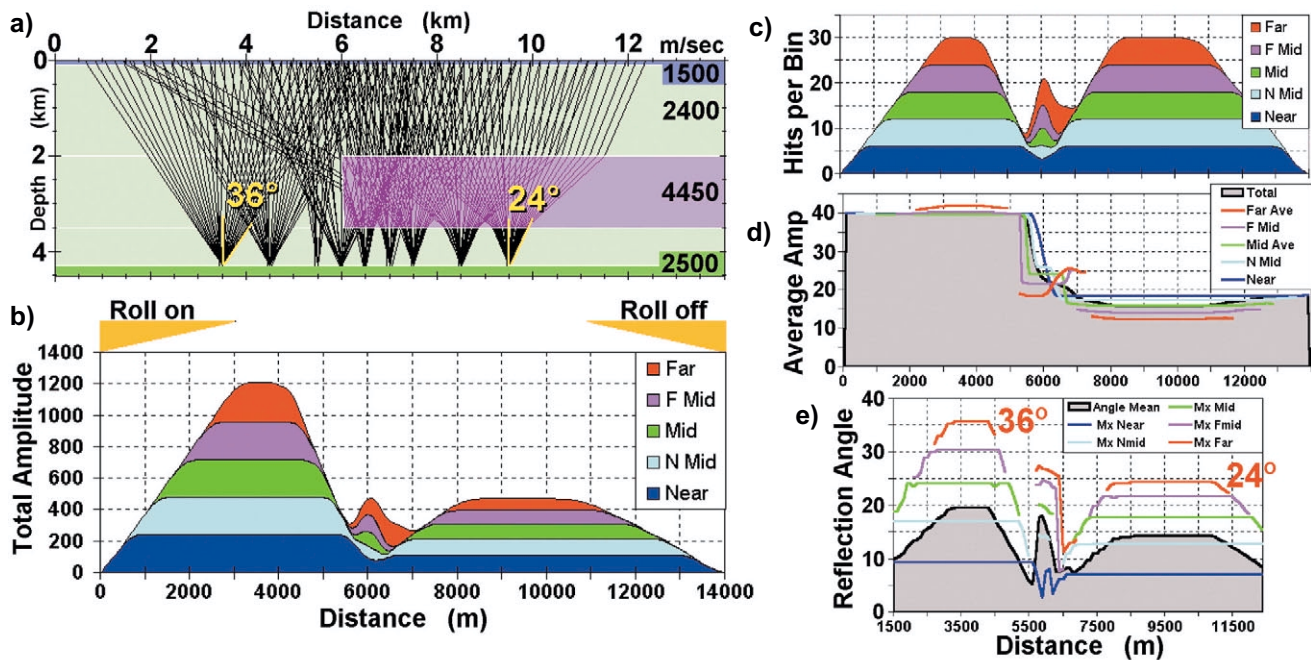 a)
Distance (km)
0 2 4 6 8 10 12 m/sec
0
2
4
Depth (km)
1500
2400
4450
2500
36°
24°
b)
Roll on
Roll off
Total Amplitude
1400
1200
1000
800
600
400
200
0
Far
F Mid
Mid
N Mid
Near
0 2000 4000 6000 8000 10000 12000 14000
Distance (m)
c)
Hits per Bin
30
20
10
0
Far
F Mid
Mid
N Mid
Near
d)
Average Amp
40
30
20
10
0
Total
Far Ave
F Mid
Mid Ave
N Mid
Near
0 2000 4000 6000 8000 10000 12000
e)
Reflection Angle
40
30
20
10
0
Angle Mean
Mx Mid
Mx Near
Mx Fmid
Mx Nmid
Mx Far
36°
24°
1500 3500 5500 7500 9500 11500
Distance (m)